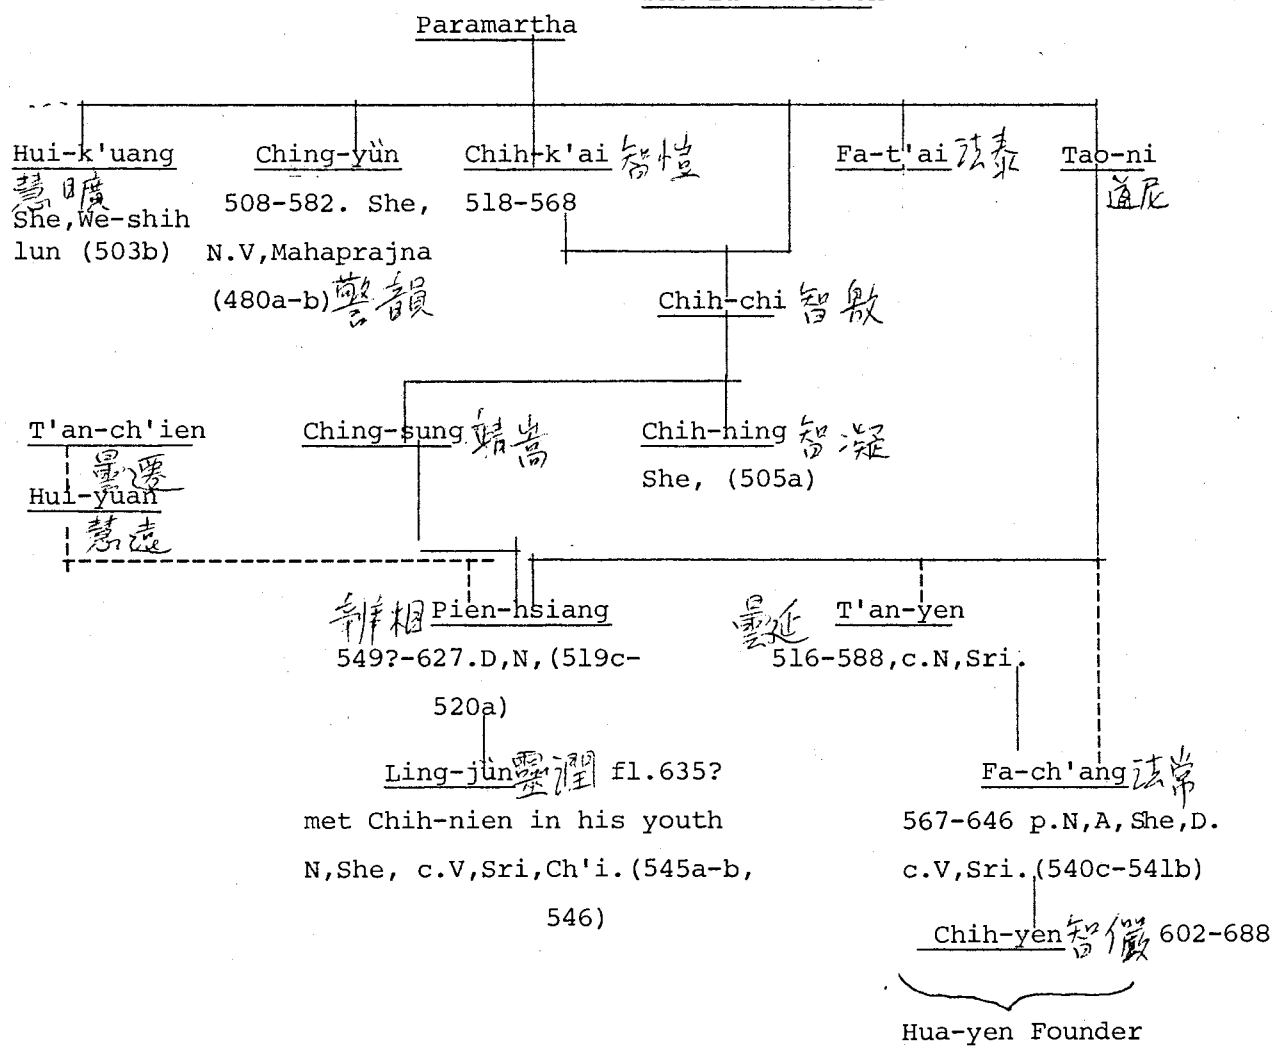 Paramartha
Hui-k'uang
慧曠
She,We-shih
lun (503b)
Ching-yün
508-582. She,
N.V,Mahaprajna
(480a-b)警韻
Chih-k'ai 智愷
518-568
Fa-t'ai 法泰
Tao-ni
道尼
Chih-chi 智敫
T'an-ch'ien
曇遷
Hui-yuan
慧遠
Ching-sung 靖嵩
Chih-ning 智凝
She, (505a)
辨相 Pien-hsiang
549?-627.D,N,(519c-
520a)
曇延 T'an-yen
516-588,c.N,Sri.
Ling-jün 靈潤 fl.635?
met Chih-nien in his youth
N,She, c.V,Sri,Ch'i.(545a-b,
546)
Fa-ch'ang 法常
567-646 p.N,A,She,D.
c.V,Sri.(540c-541b)
Chih-yen 智儼 602-688
Hua-yen Founder